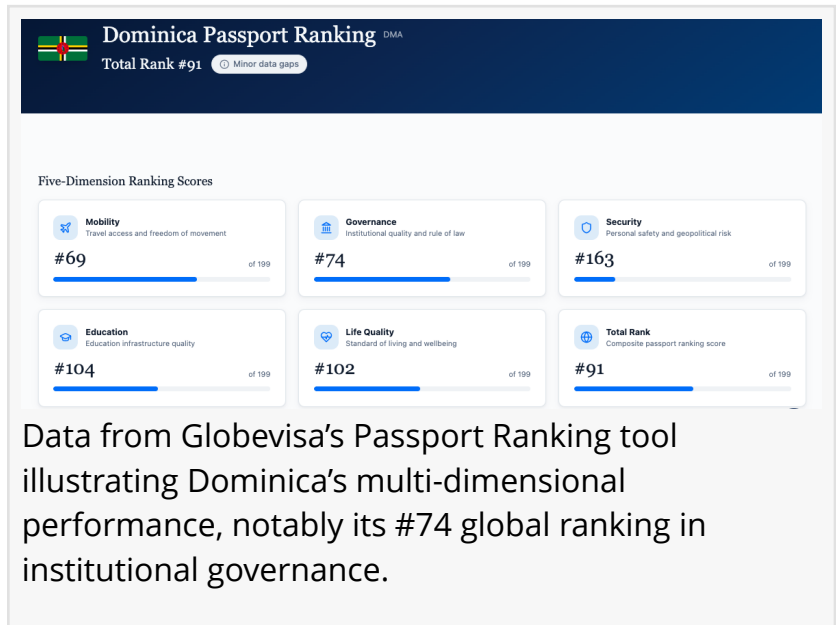 Dominica Passport Ranking DMA
Total Rank #91 Minor data gaps
Five-Dimension Ranking Scores
Mobility
Travel access and freedom of movement
#69 of 199
Governance
Institutional quality and rule of law
#74 of 199
Security
Personal safety and geopolitical risk
#163 of 199
Education
Education infrastructure quality
#104 of 199
Life Quality
Standard of living and wellbeing
#102 of 199
Total Rank
Composite passport ranking score
#91 of 199
Data from Globevisa’s Passport Ranking tool
illustrating Dominica’s multi-dimensional
performance, notably its #74 global ranking in
institutional governance.